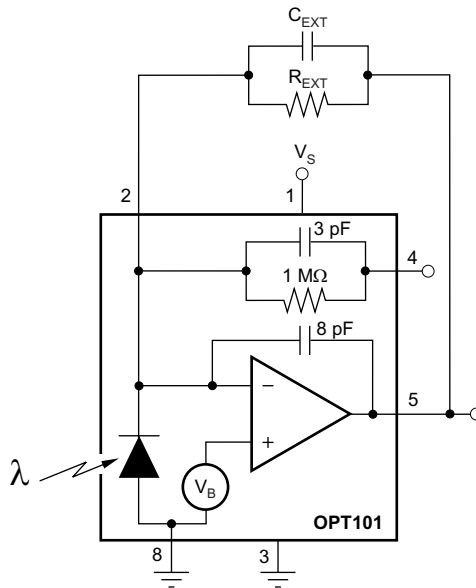 C_EXT
R_EXT
V_S
2
1
3 pF
4
1 MΩ
8 pF
5
−
+
λ
V_B
OPT101
8
3